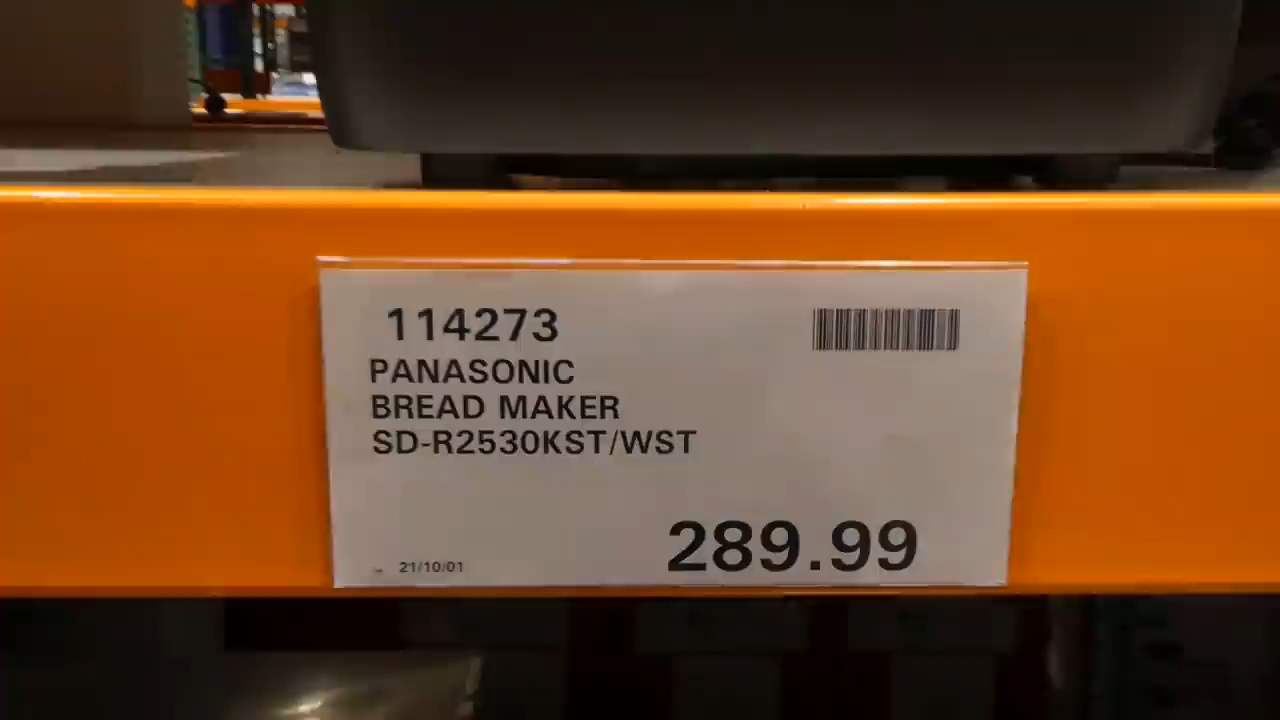 114273
PANASONIC
BREAD MAKER
SD-R2530KST/WST
289.99
21/10/01